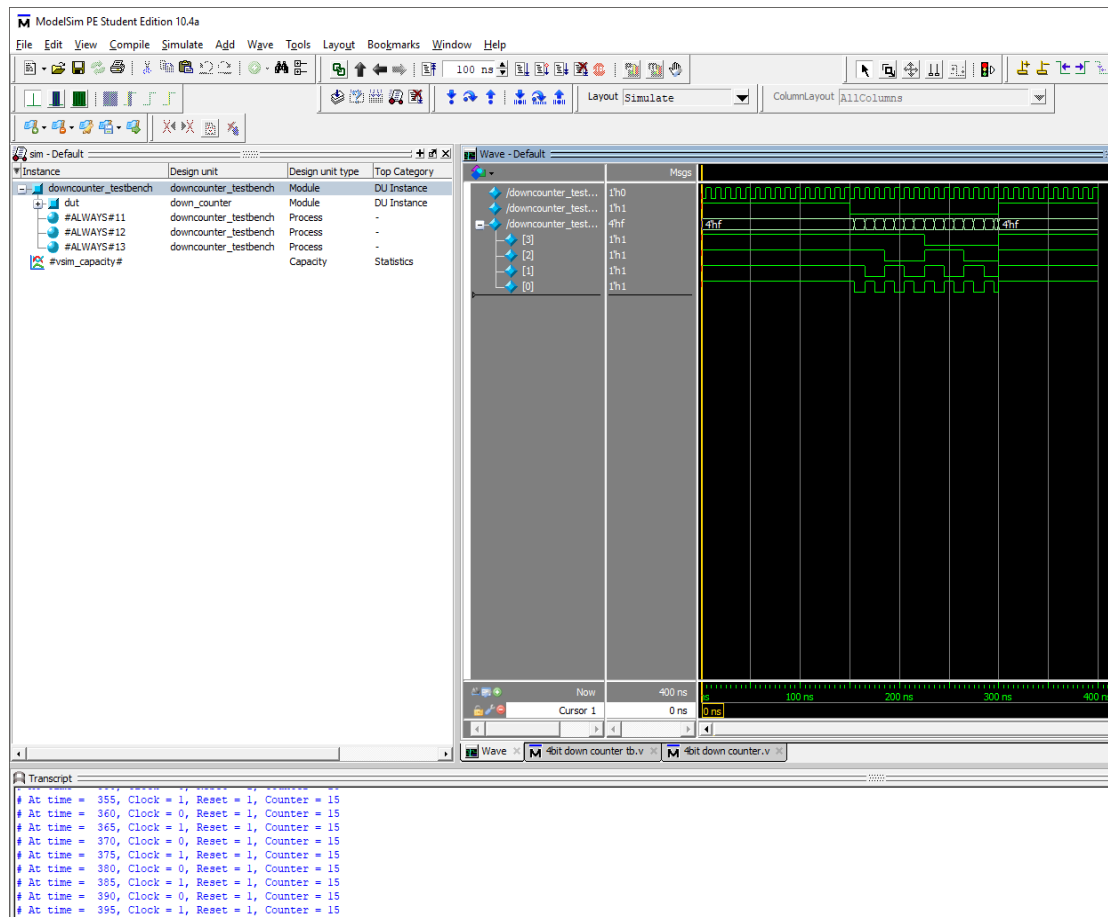 ModelSim PE Student Edition 10.4a
File Edit View Compile Simulate Add Wave Tools Layout Bookmarks Window Help
100 ns
Layout Simulate
ColumnLayout AllColumns
sim - Default
Instance Design unit Design unit type Top Category
downcounter_testbench downcounter_testbench Module DU Instance
dut down_counter Module DU Instance
#ALWAYS#11 downcounter_testbench Process -
#ALWAYS#12 downcounter_testbench Process -
#ALWAYS#13 downcounter_testbench Process -
#vsim_capacity# Capacity Statistics
Wave - Default
Msgs
/downcounter_test... 1'h0
/downcounter_test... 1'h1
/downcounter_test... 4'hf 4'hf 4'hf
[3] 1'h1
[2] 1'h1
[1] 1'h1
[0] 1'h1
Now 400 ns ns 100 ns 200 ns 300 ns 400 ns
Cursor 1 0 ns 0 ns
Wave 4bit down counter tb.v 4bit down counter.v
Transcript
# At time = 355, Clock = 1, Reset = 1, Counter = 15
# At time = 360, Clock = 0, Reset = 1, Counter = 15
# At time = 365, Clock = 1, Reset = 1, Counter = 15
# At time = 370, Clock = 0, Reset = 1, Counter = 15
# At time = 375, Clock = 1, Reset = 1, Counter = 15
# At time = 380, Clock = 0, Reset = 1, Counter = 15
# At time = 385, Clock = 1, Reset = 1, Counter = 15
# At time = 390, Clock = 0, Reset = 1, Counter = 15
# At time = 395, Clock = 1, Reset = 1, Counter = 15